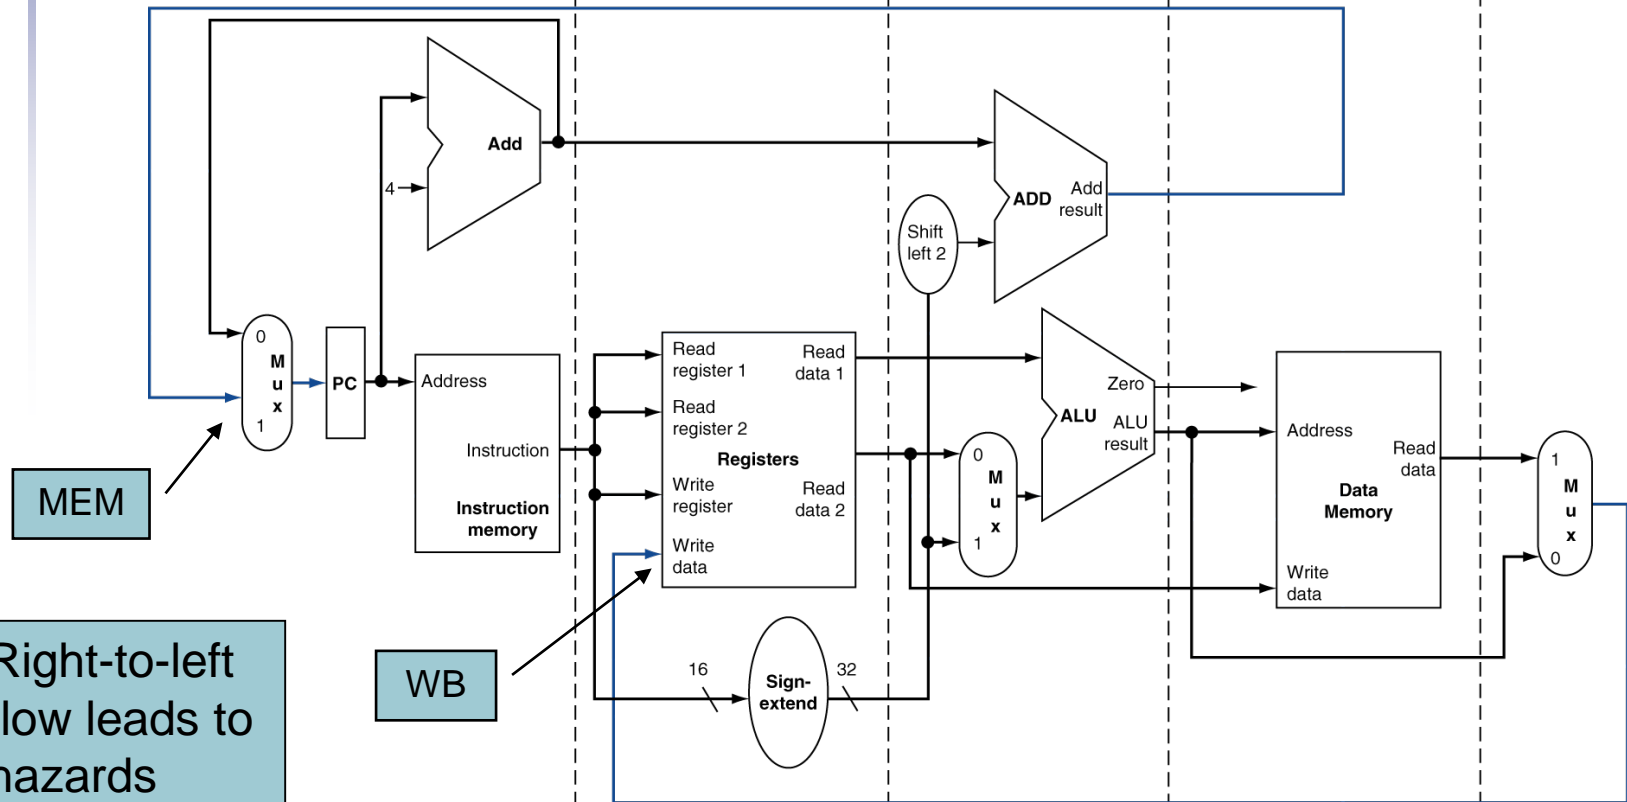 Add
4
ADD
Add
result
Shift
left 2
0
M
u
x
1
PC
Address
Instruction
Instruction
memory
Read
register 1
Read
data 1
Read
register 2
Registers
Write
register
Read
data 2
Write
data
0
M
u
x
1
Zero
ALU
ALU
result
Address
Read
data
Data
Memory
Write
data
1
M
u
x
0
MEM
WB
16
Sign-
extend
32
Right-to-left
low leads to
hazards